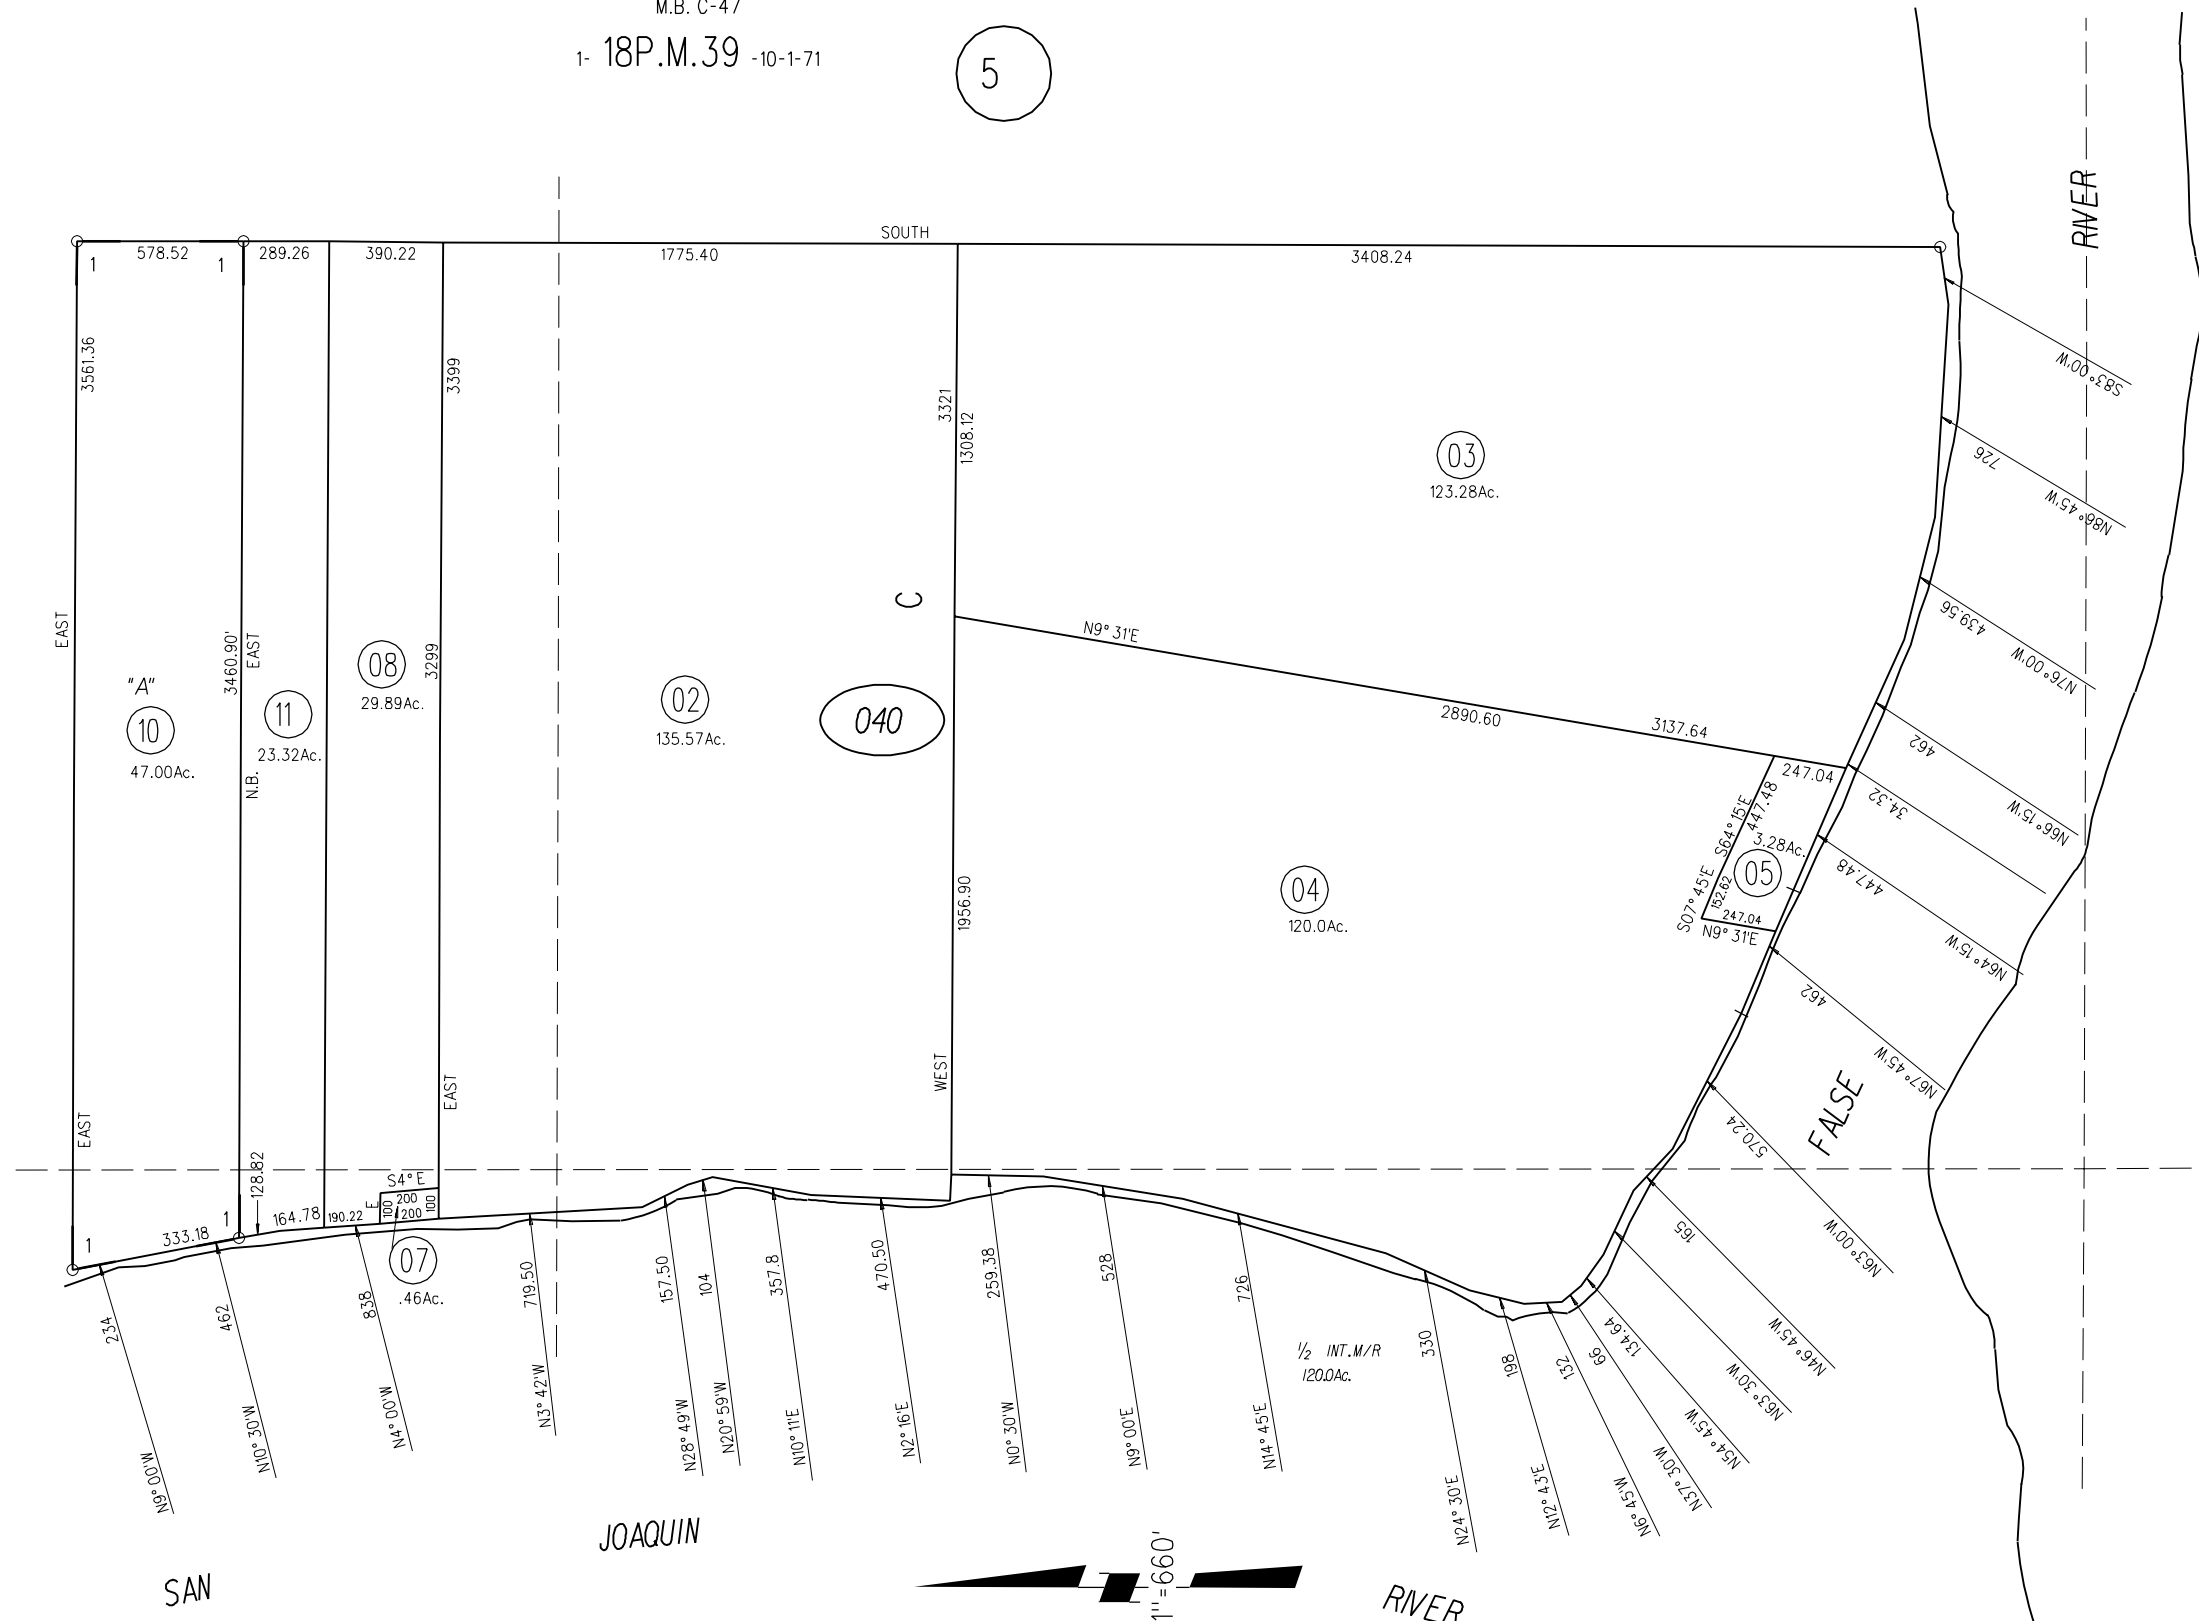 M.B. C-47
1- 18P.M.39 -10-1-71
5
SOUTH
578.52
289.26
390.22
1775.40
3408.24
1
1
3561.36
3399
3321
1308.12
EAST
3460.90'
EAST
N.B.
3299
C
"A"
10
47.00Ac.
11
23.32Ac.
08
29.89Ac.
02
135.57Ac.
040
03
123.28Ac.
N9° 31'E
2890.60
3137.64
247.04
S64° 15'E
447.48
3.28Ac.
05
S07° 45'E
152.62
247.04
N9° 31'E
04
120.0Ac.
1956.90
WEST
EAST
EAST
128.82
S4° E
E
100
200
200
100
1
1
333.18
164.78
190.22
07
.46Ac.
234
N9° 00'W
462
N10° 30'W
838
N4° 00'W
719.50
N3° 42'W
157.50
N28° 49'W
104
N20° 59'W
357.8
N10° 11'E
470.50
N2° 16'E
259.38
N0° 30'W
528
N9° 00'E
726
N14° 45'E
1/2 INT.M/R
120.0Ac.
330
N24° 30'E
198
N12° 43'E
132
N6° 45'W
66
N37° 30'W
134.64
N54° 45'W
N63° 30'W
165
N46° 45'W
570.24
N63° 00'W
462
N67° 45'W
447.48
N64° 15'W
34.32
462
N66° 15'W
439.56
N76° 00'W
726
N86° 45'W
S83° 00'W
RIVER
FALSE
SAN
JOAQUIN
RIVER
1"=660'